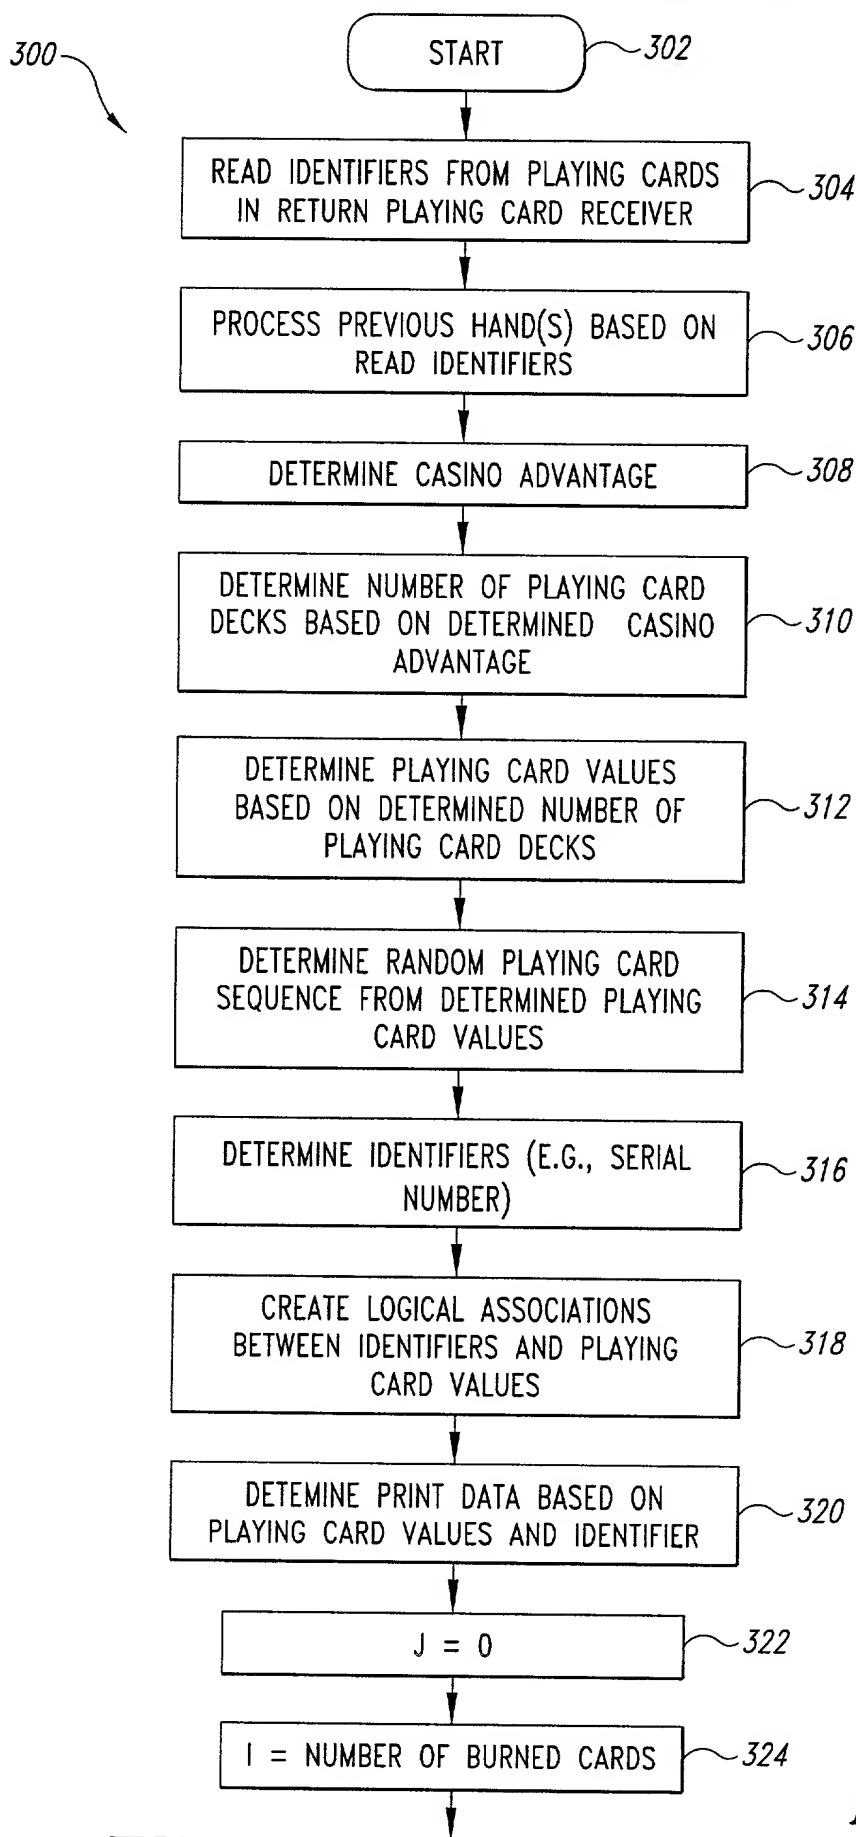 300
START
302
READ IDENTIFIERS FROM PLAYING CARDS
IN RETURN PLAYING CARD RECEIVER
304
PROCESS PREVIOUS HAND(S) BASED ON
READ IDENTIFIERS
306
DETERMINE CASINO ADVANTAGE
308
DETERMINE NUMBER OF PLAYING CARD
DECKS BASED ON DETERMINED CASINO
ADVANTAGE
310
DETERMINE PLAYING CARD VALUES
BASED ON DETERMINED NUMBER OF
PLAYING CARD DECKS
312
DETERMINE RANDOM PLAYING CARD
SEQUENCE FROM DETERMINED PLAYING
CARD VALUES
314
DETERMINE IDENTIFIERS (E.G., SERIAL
NUMBER)
316
CREATE LOGICAL ASSOCIATIONS
BETWEEN IDENTIFIERS AND PLAYING
CARD VALUES
318
DETEMINE PRINT DATA BASED ON
PLAYING CARD VALUES AND IDENTIFIER
320
J = 0
322
I = NUMBER OF BURNED CARDS
324